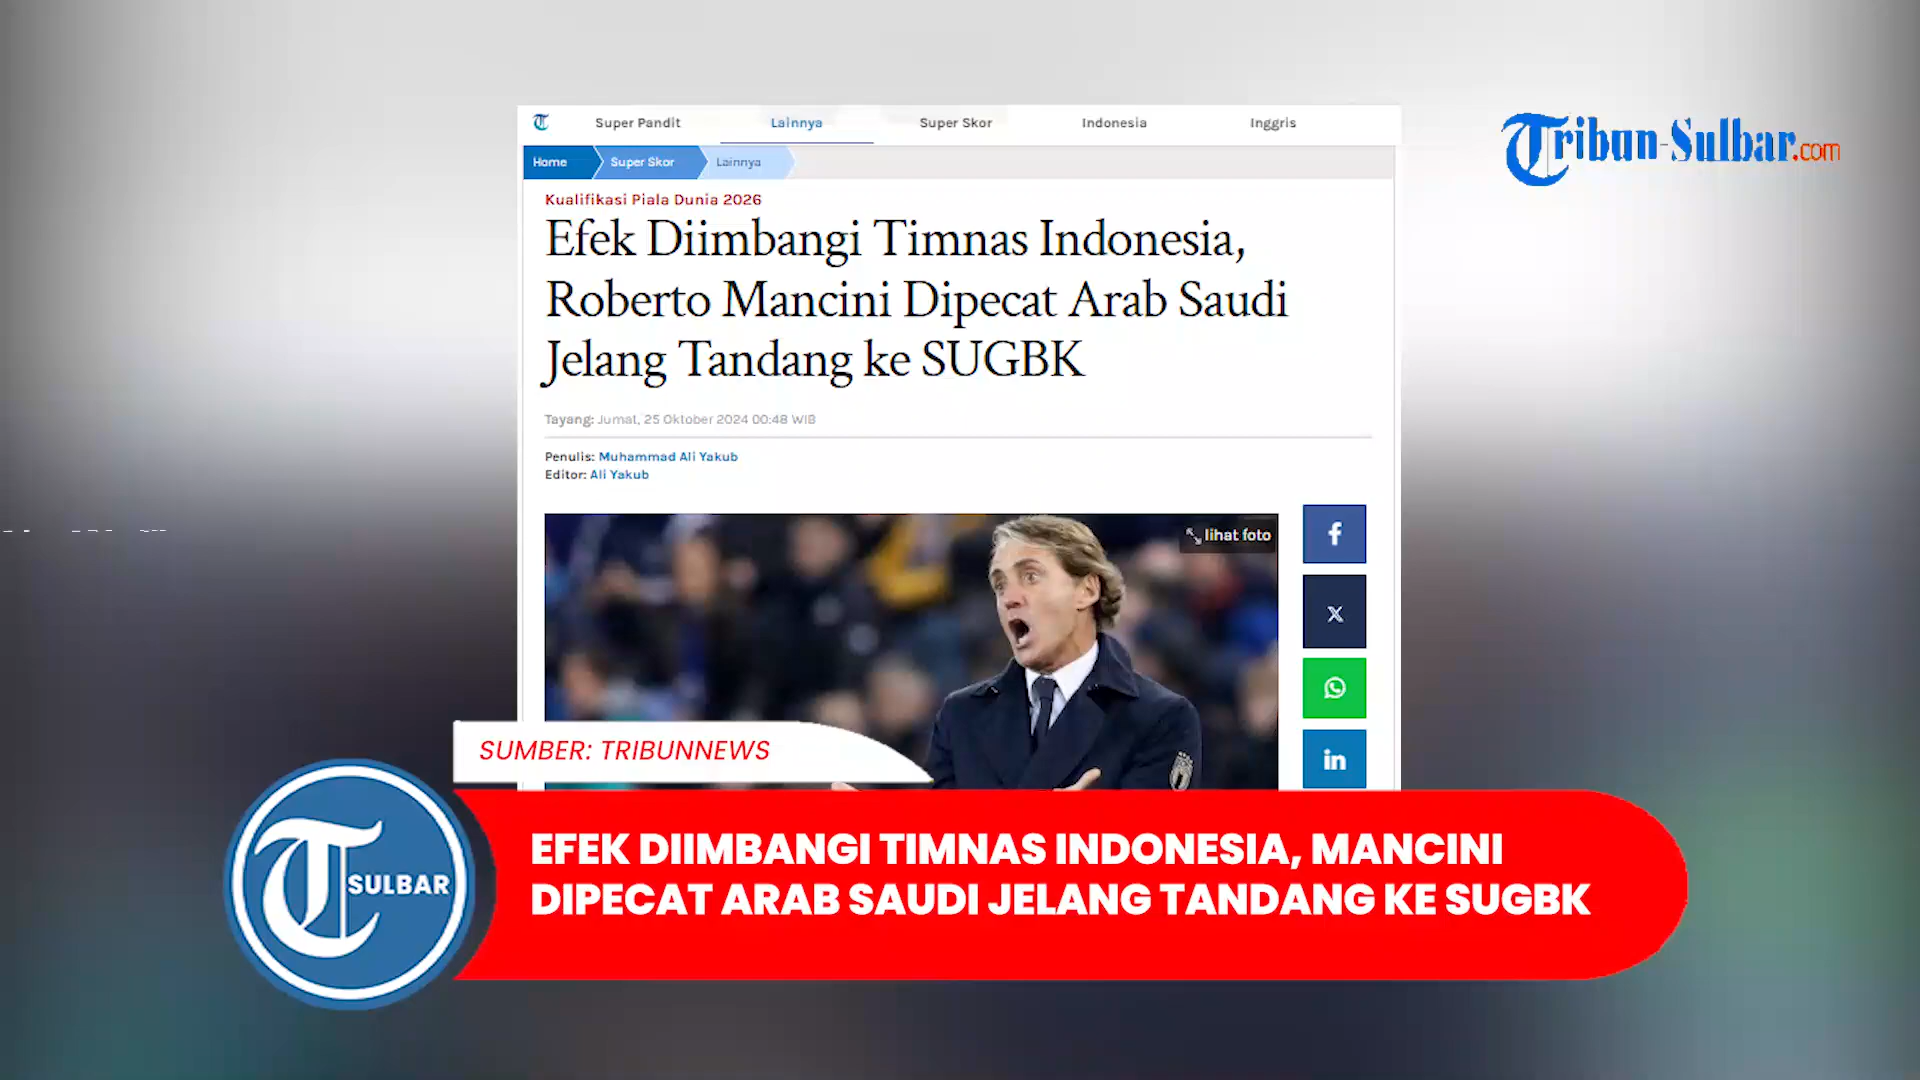 Super Pandit Lainnya Super Skor Indonesia Inggris
Home Super Skor Lainnya
Tribun-Sulbar.com
Kualifikasi Piala Dunia 2026
Efek Diimbangi Timnas Indonesia,
Roberto Mancini Dipecat Arab Saudi
Jelang Tandang ke SUGBK
Tayang: Jumat, 25 Oktober 2024 00:48 WIB
Penulis: Muhammad Ali Yakub
Editor: Ali Yakub
lihat foto
SUMBER: TRIBUNNEWS
SULBAR
EFEK DIIMBANGI TIMNAS INDONESIA, MANCINI
DIPECAT ARAB SAUDI JELANG TANDANG KE SUGBK